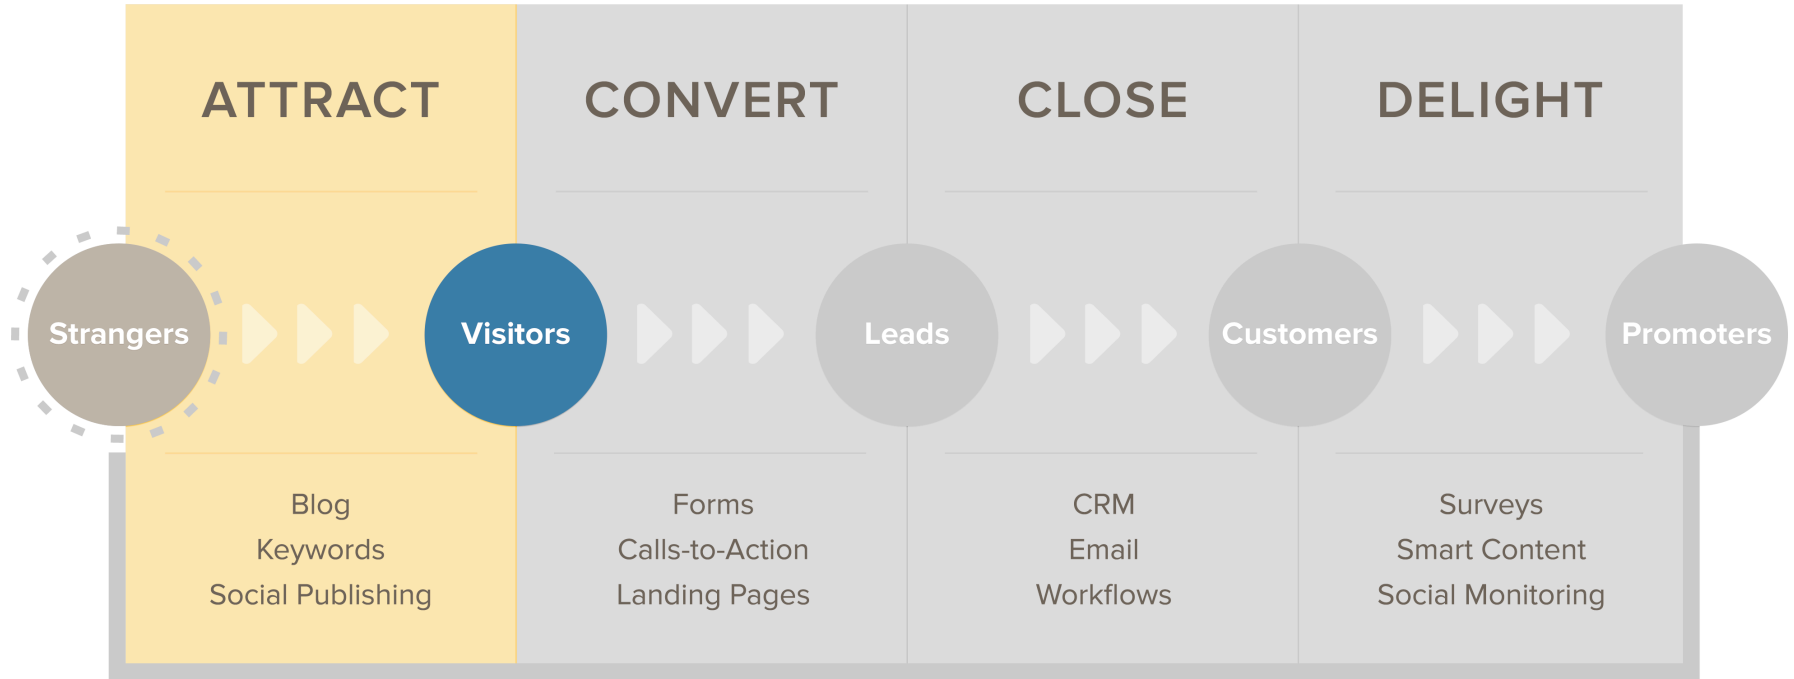 ATTRACT
CONVERT
CLOSE
DELIGHT
Strangers
Visitors
Leads
Customers
Promoters
Blog
Keywords
Social Publishing
Forms
Calls-to-Action
Landing Pages
CRM
Email
Workflows
Surveys
Smart Content
Social Monitoring